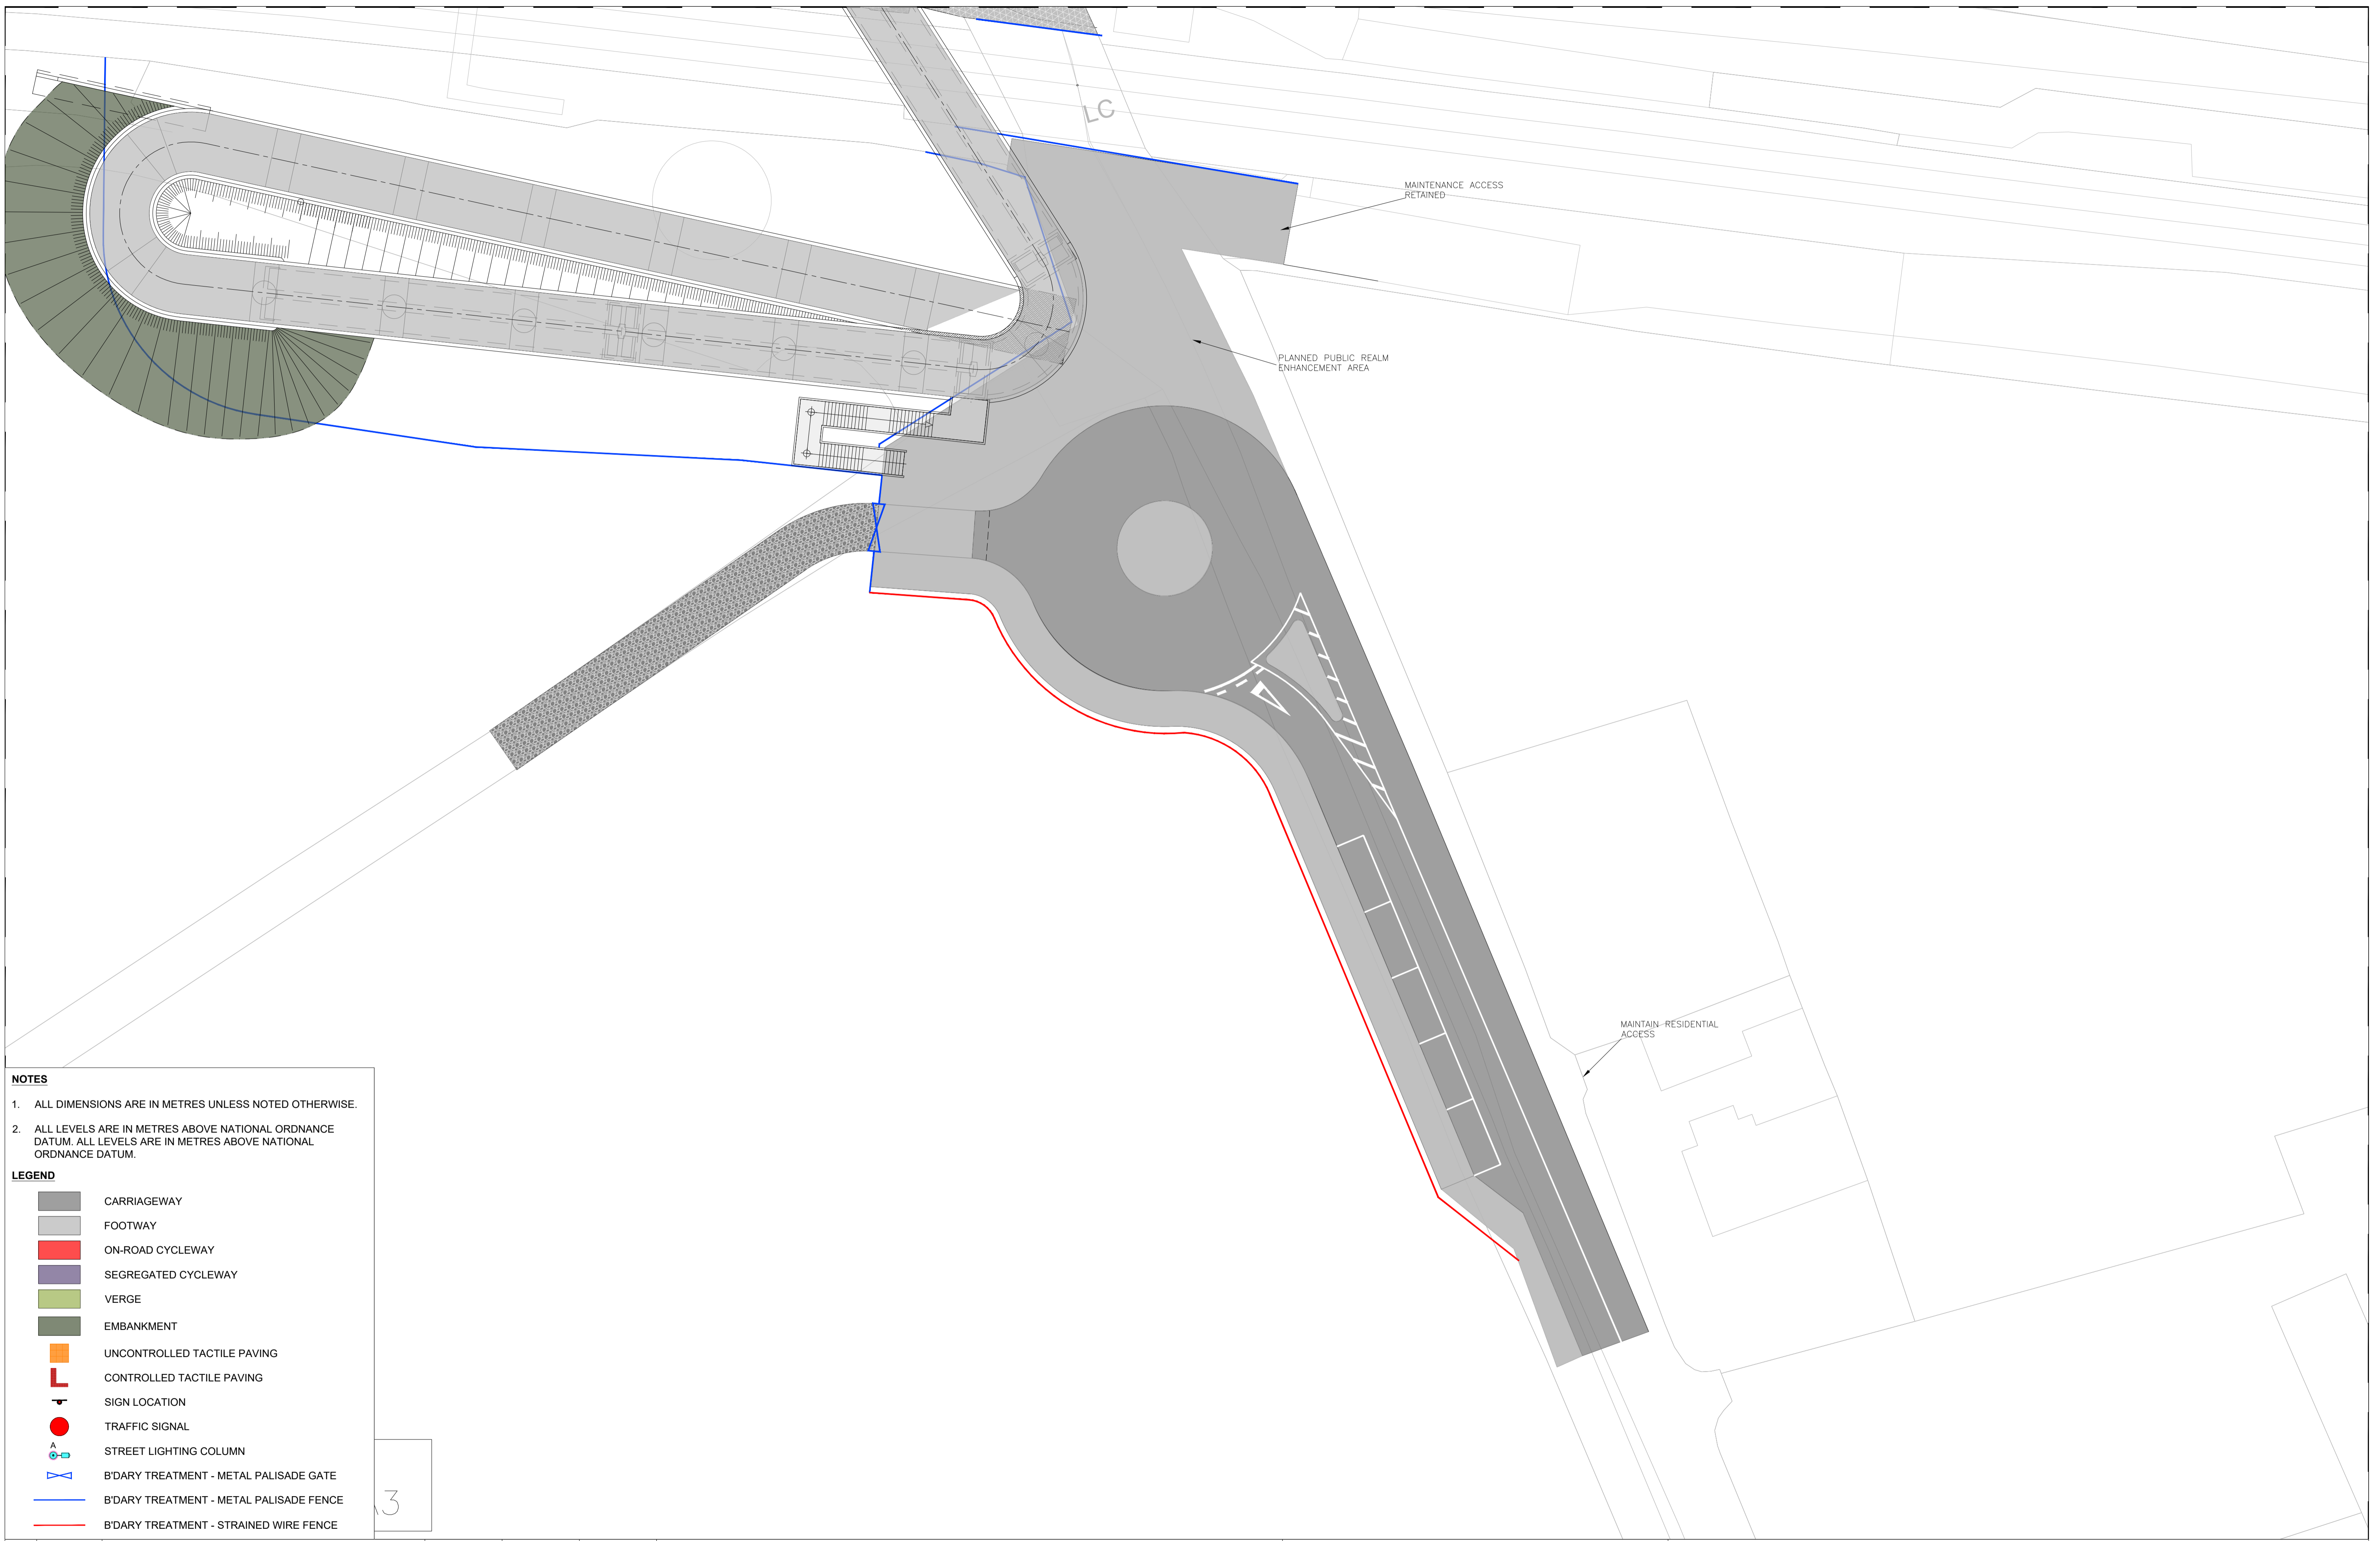 LC
MAINTENANCE ACCESS
RETAINED
PLANNED PUBLIC REALM
ENHANCEMENT AREA
MAINTAIN RESIDENTIAL
ACCESS
NOTES
1. ALL DIMENSIONS ARE IN METRES UNLESS NOTED OTHERWISE.
2. ALL LEVELS ARE IN METRES ABOVE NATIONAL ORDNANCE
DATUM. ALL LEVELS ARE IN METRES ABOVE NATIONAL
ORDNANCE DATUM.
LEGEND
CARRIAGEWAY
FOOTWAY
ON-ROAD CYCLEWAY
SEGREGATED CYCLEWAY
VERGE
EMBANKMENT
UNCONTROLLED TACTILE PAVING
CONTROLLED TACTILE PAVING
SIGN LOCATION
TRAFFIC SIGNAL
A
STREET LIGHTING COLUMN
B'DARY TREATMENT - METAL PALISADE GATE
B'DARY TREATMENT - METAL PALISADE FENCE
B'DARY TREATMENT - STRAINED WIRE FENCE